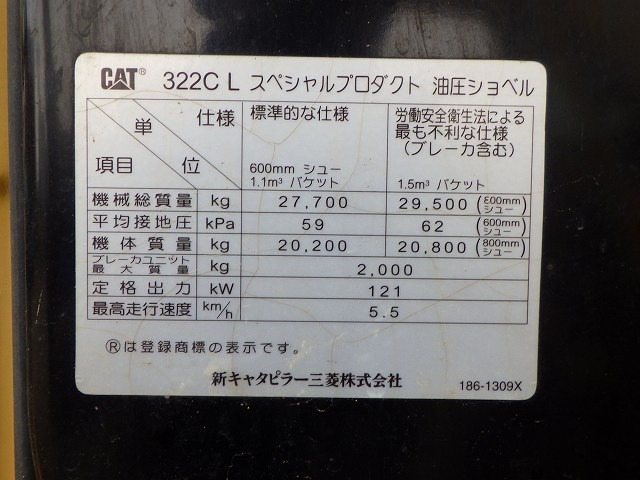 CAT® 322C L スペシャルプロダクト 油圧ショベル
単位 仕様 項目
標準的な仕様
600mm シュー
1.1m³ バケット
労働安全衛生法による
最も不利な仕様
(ブレーカ含む)
1.5m³ バケット
機械総質量 kg 27,700 29,500 (800mm シュー)
平均接地圧 kPa 59 62 (600mm シュー)
機体質量 kg 20,200 20,800 (800mm シュー)
ブレーカユニット最大質量 kg 2,000
定格出力 kW 121
最高走行速度 km/h 5.5
Ⓡは登録商標の表示です。
新キャタピラー三菱株式会社
186-1309X